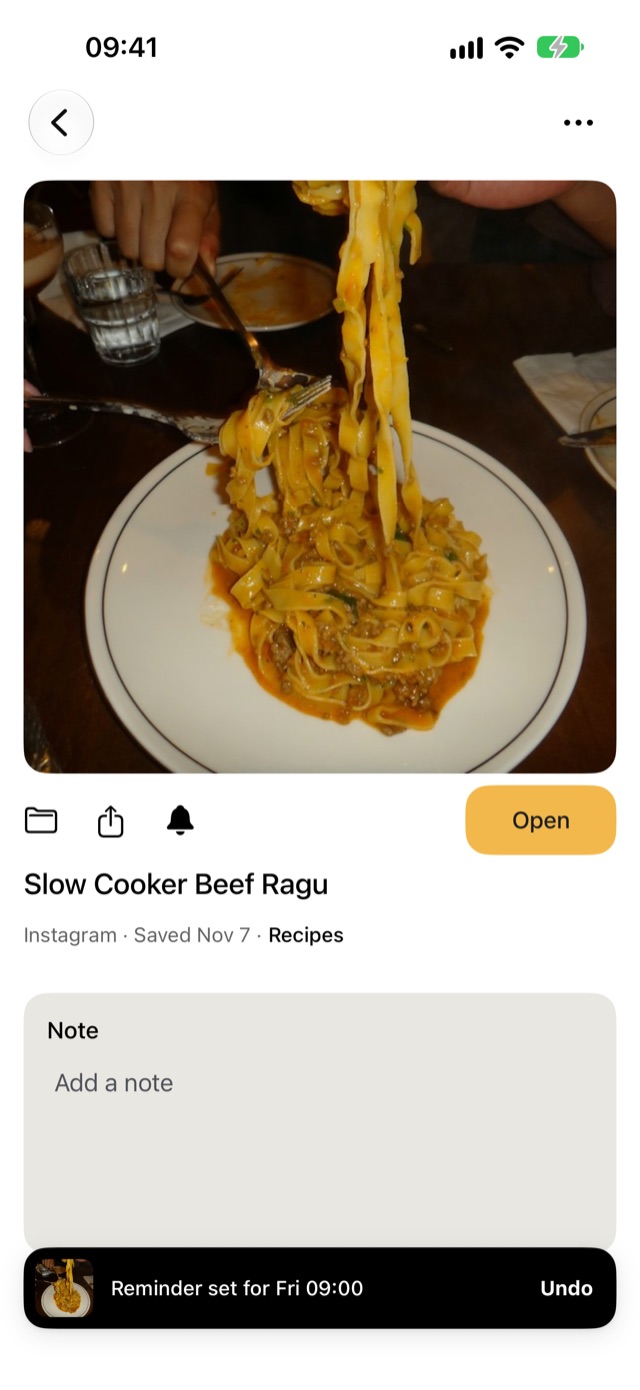 09:41
Open
Slow Cooker Beef Ragu
Instagram · Saved Nov 7 · Recipes
Note
Add a note
Reminder set for Fri 09:00 Undo